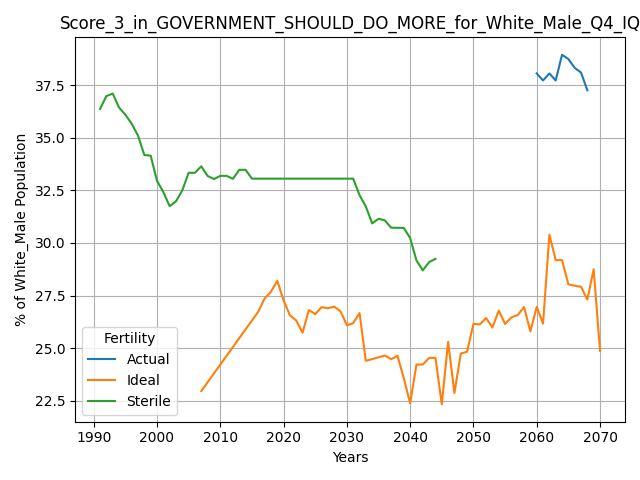 Score_3_in_GOVERNMENT_SHOULD_DO_MORE_for_White_Male_Q4_IQ
% of White_Male Population
37.5
35.0
32.5
30.0
27.5
25.0
22.5
Fertility
Actual
Ideal
Sterile
1990 2000 2010 2020 2030 2040 2050 2060 2070
Years